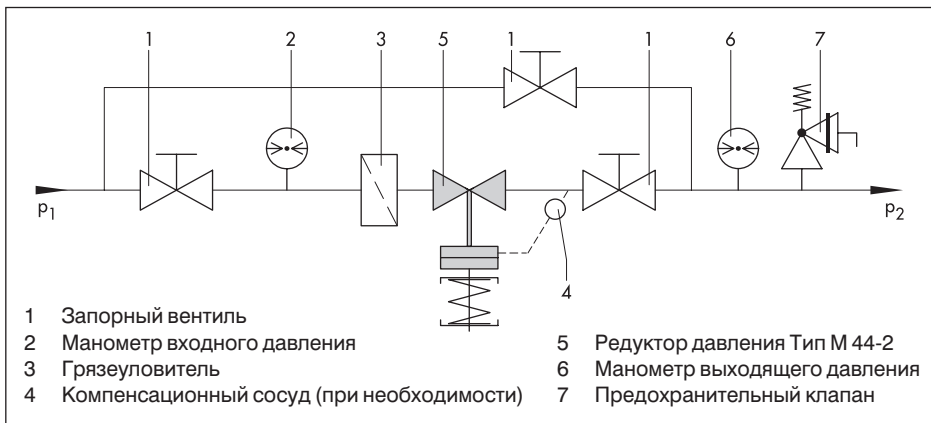 1 2 3 5 1 1 6 7
p1 p2
4
1 Запорный вентиль
2 Манометр входного давления
3 Грязеуловитель
4 Компенсационный сосуд (при необходимости)
5 Редуктор давления Тип М 44-2
6 Манометр выходящего давления
7 Предохранительный клапан